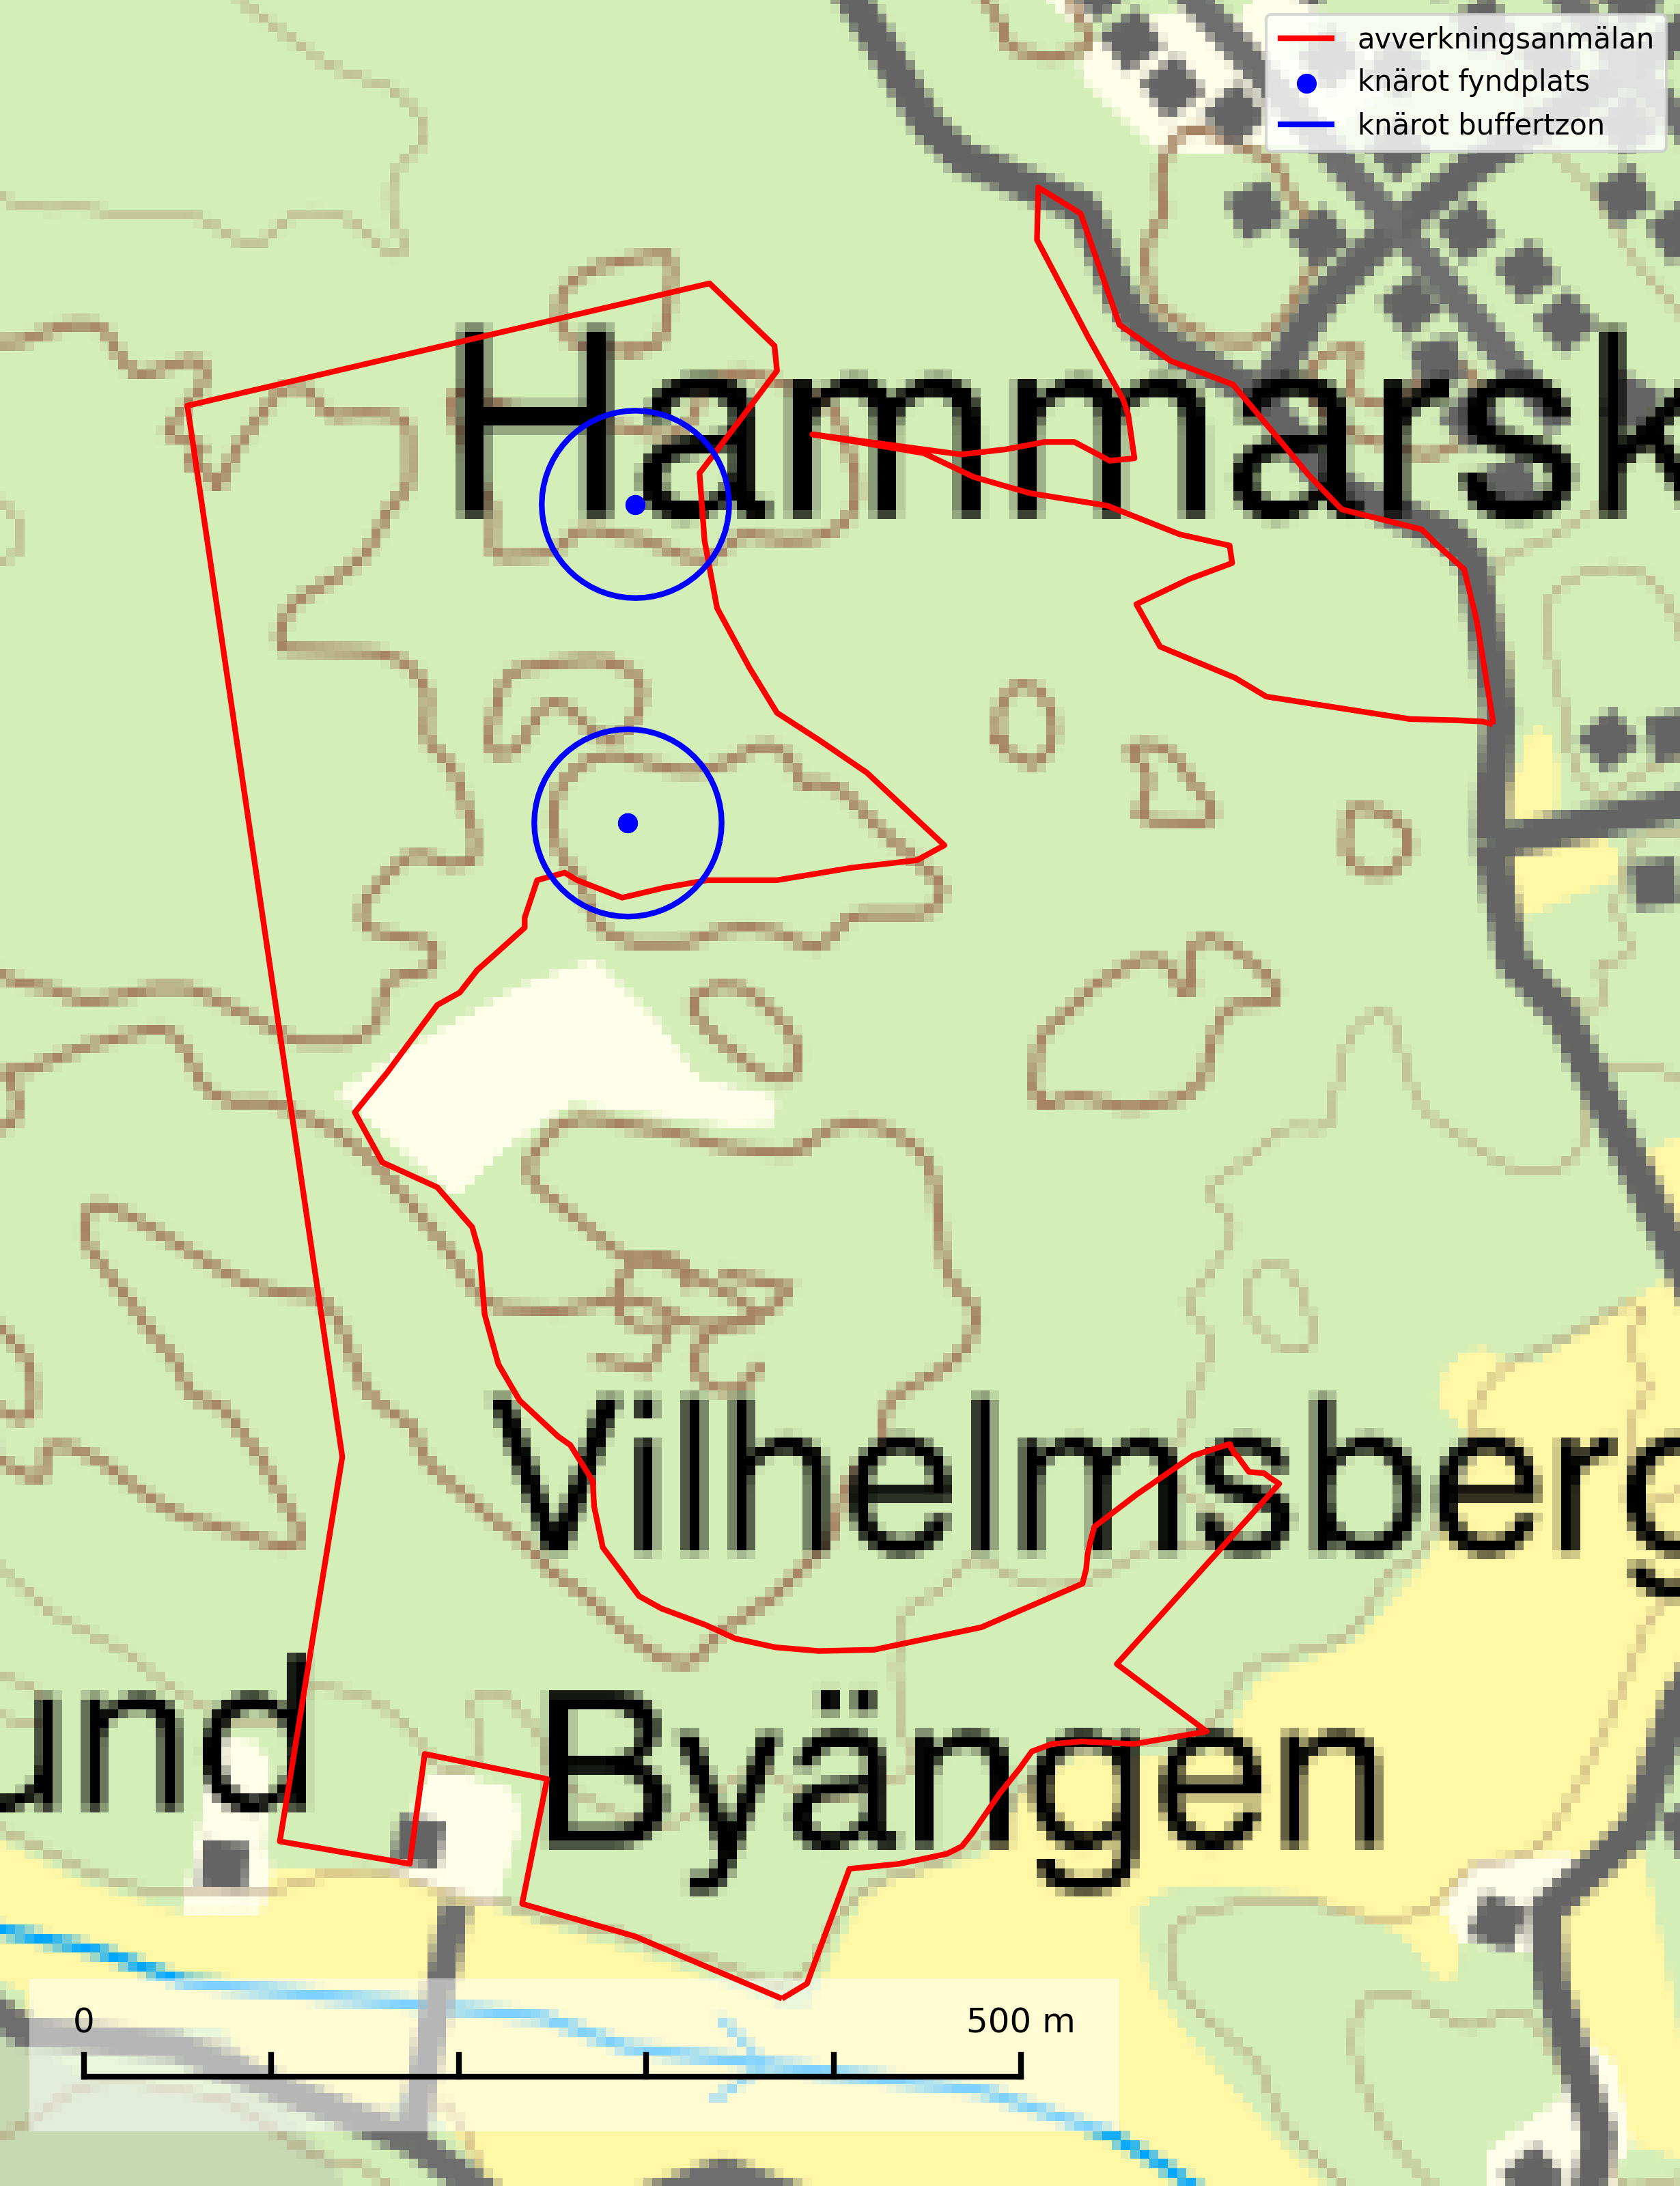 avverkningsanmälan
knärot fyndplats
knärot buffertzon
Hammarsk
Vilhelmsberg
und
Byängen
0 500 m